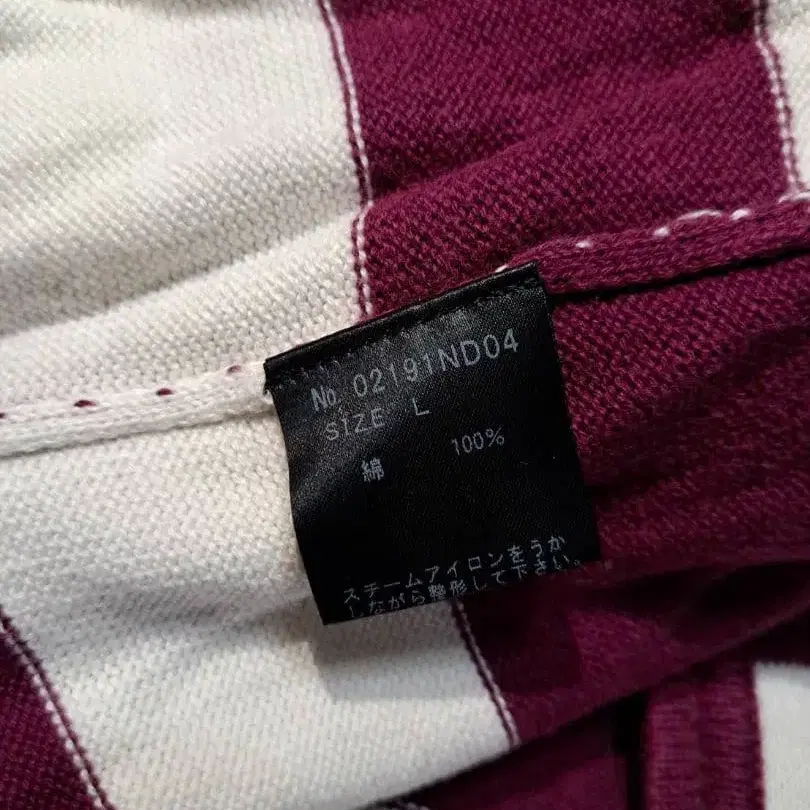 No. 02191ND04
SIZE L
綿 100%
スチームアイロンをうか
しながら整形して下さい。